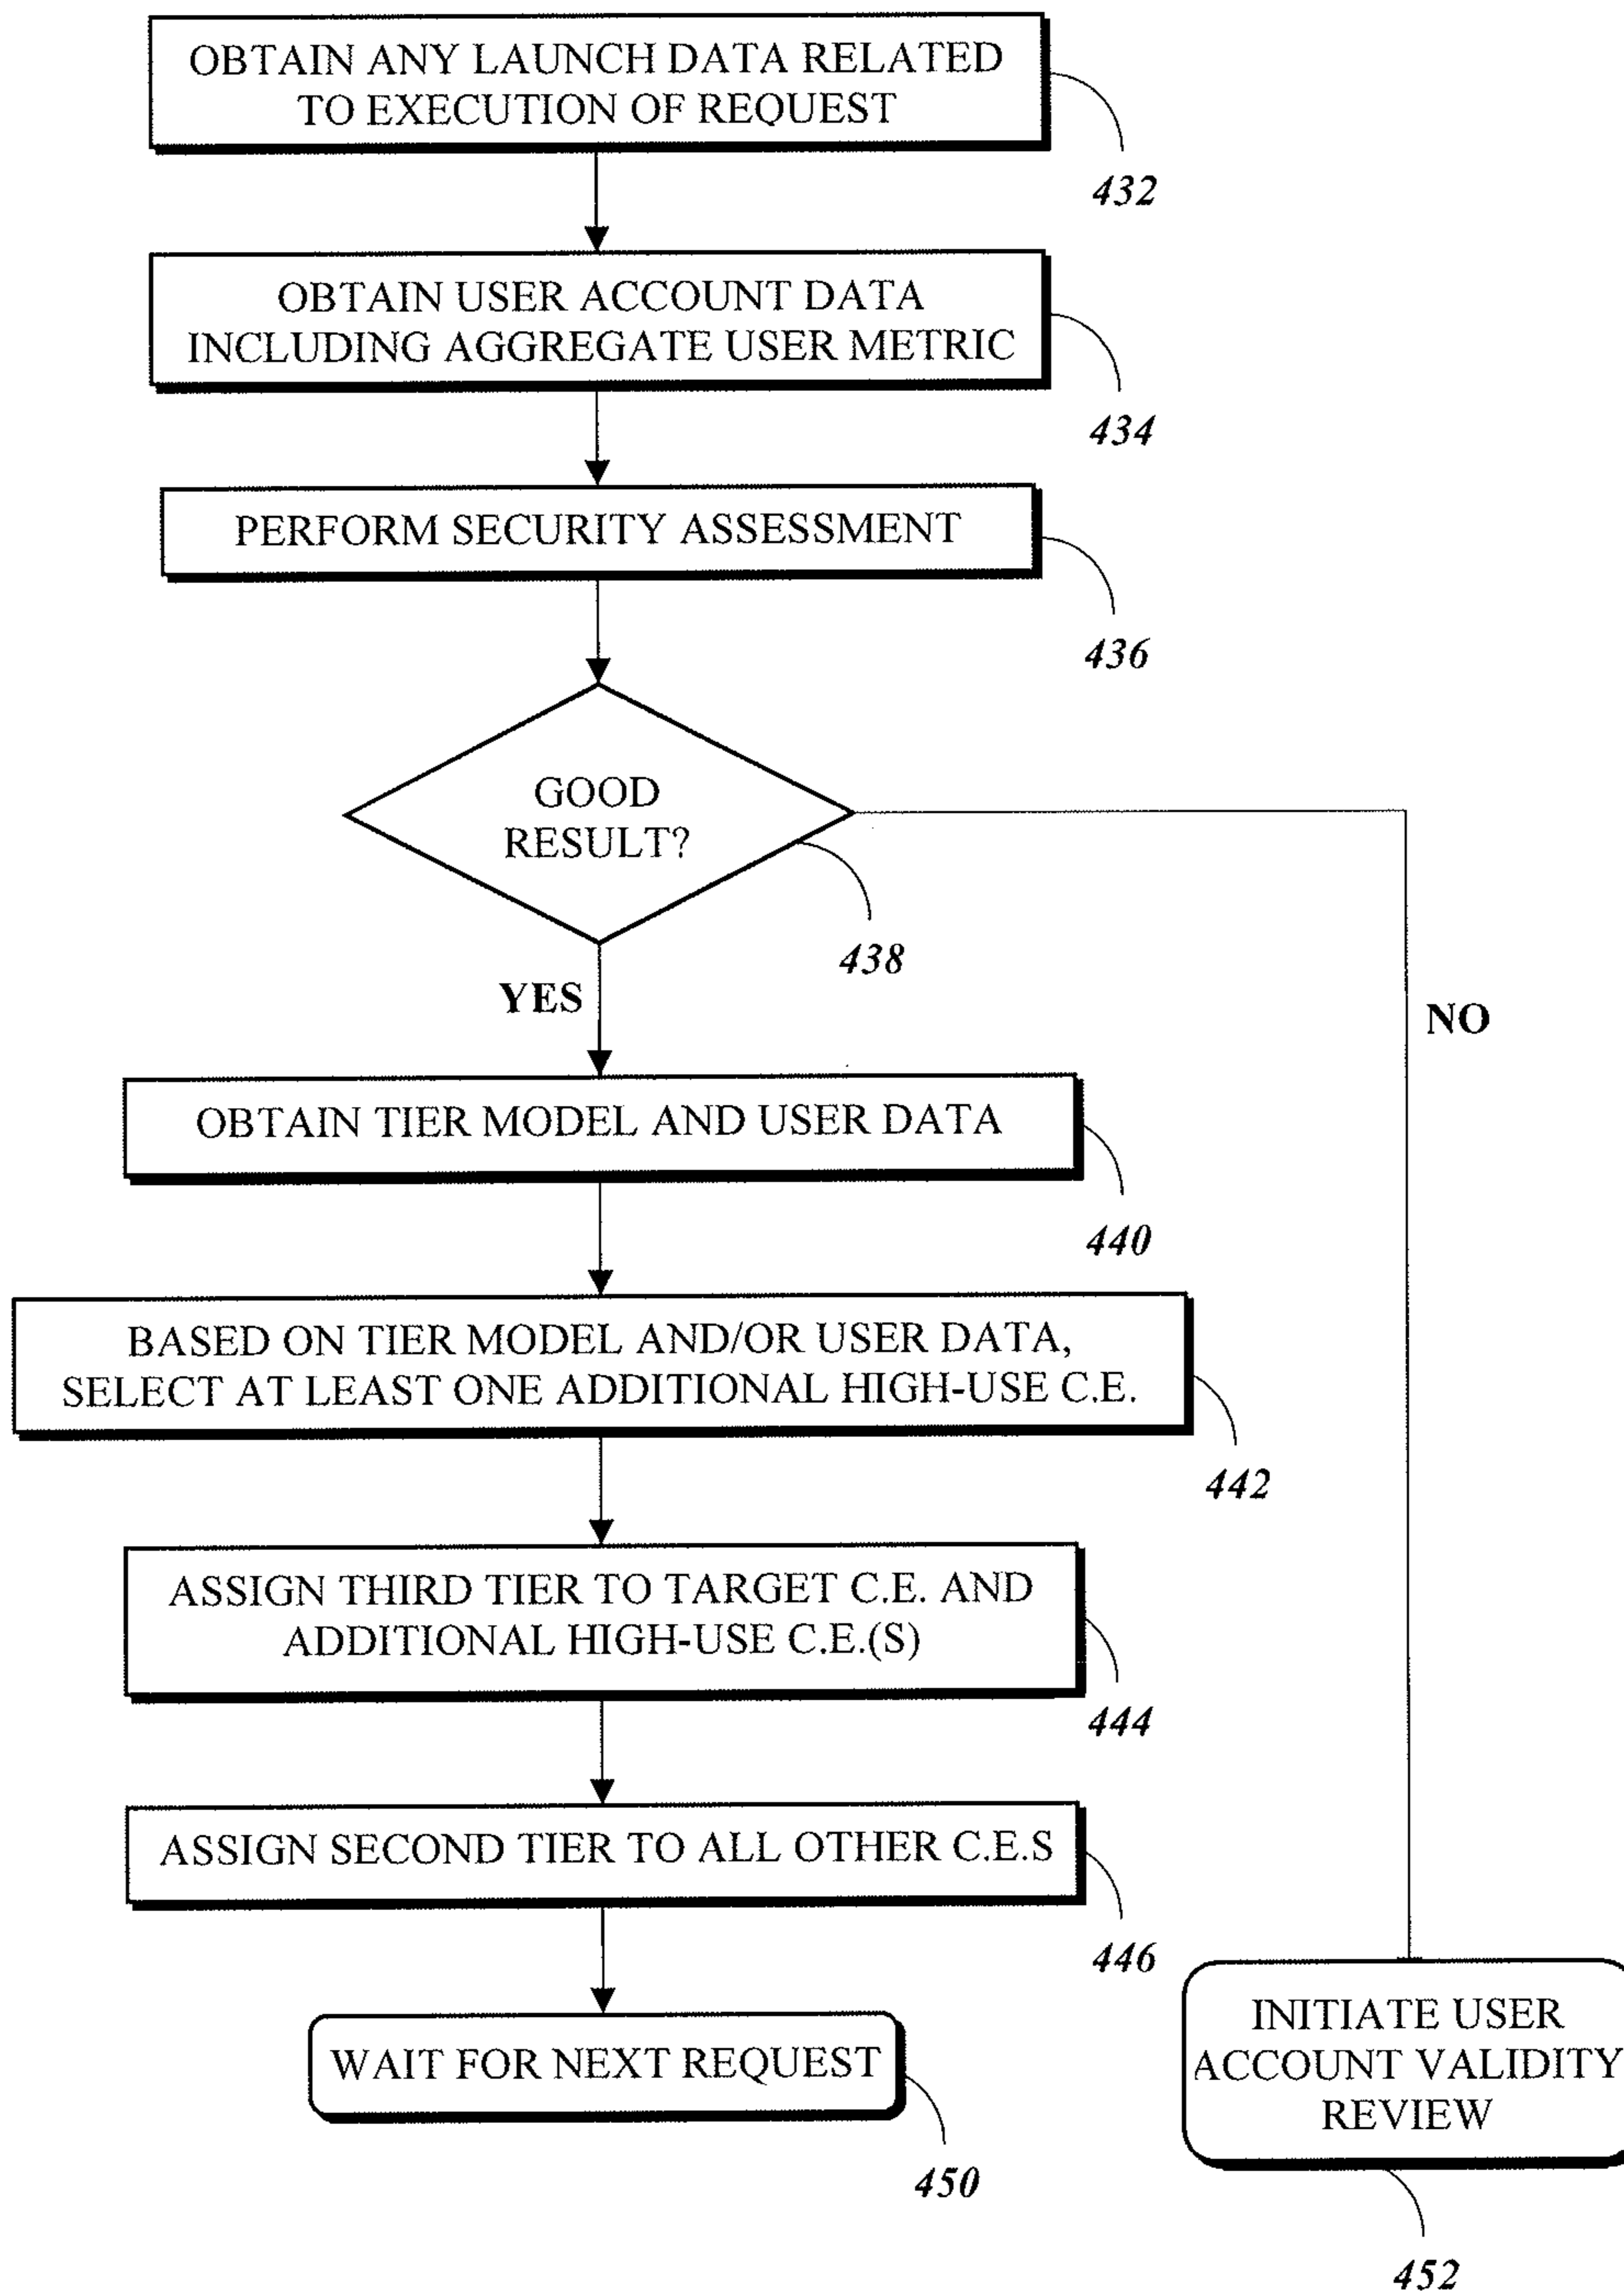 OBTAIN ANY LAUNCH DATA RELATED
TO EXECUTION OF REQUEST
432
OBTAIN USER ACCOUNT DATA
INCLUDING AGGREGATE USER METRIC
434
PERFORM SECURITY ASSESSMENT
436
GOOD
RESULT?
438
YES
NO
OBTAIN TIER MODEL AND USER DATA
440
BASED ON TIER MODEL AND/OR USER DATA,
SELECT AT LEAST ONE ADDITIONAL HIGH-USE C.E.
442
ASSIGN THIRD TIER TO TARGET C.E. AND
ADDITIONAL HIGH-USE C.E.(S)
444
ASSIGN SECOND TIER TO ALL OTHER C.E.S
446
WAIT FOR NEXT REQUEST
450
INITIATE USER
ACCOUNT VALIDITY
REVIEW
452